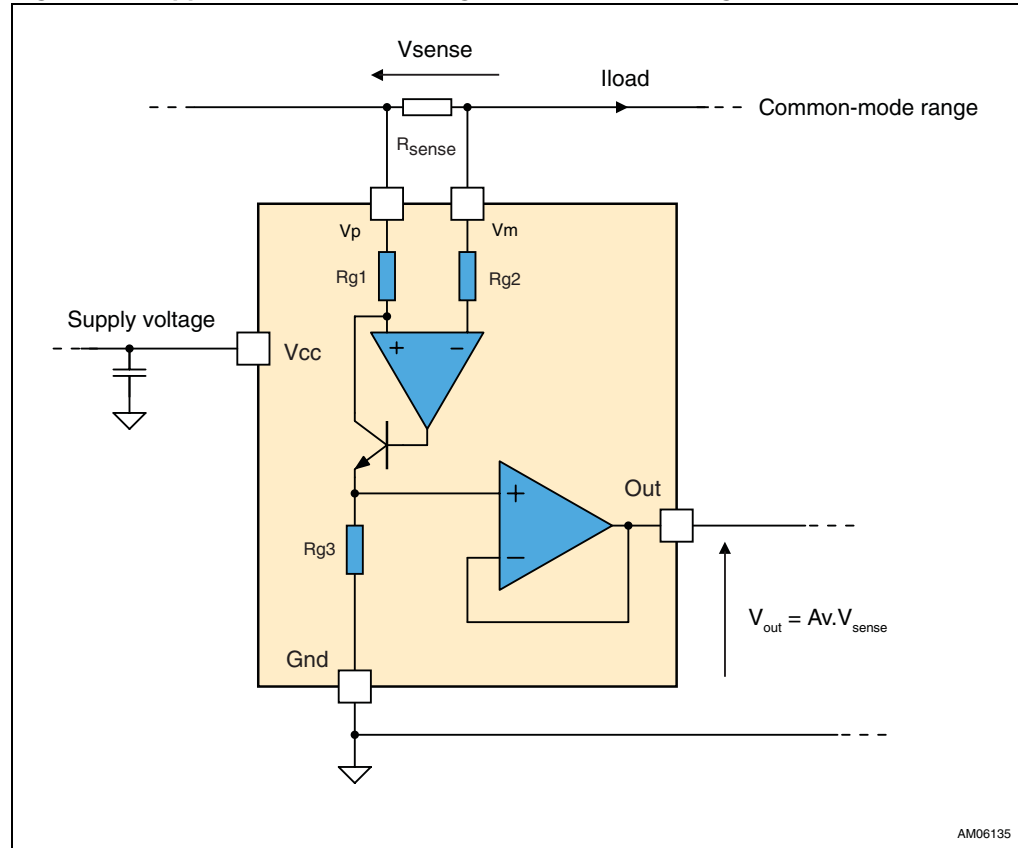 Vsense
Iload
Common-mode range
Rsense
Vp
Vm
Rg1
Rg2
Supply voltage
Vcc
+ −
Out
+
Rg3
−
Vout = Av.Vsense
Gnd
AM06135